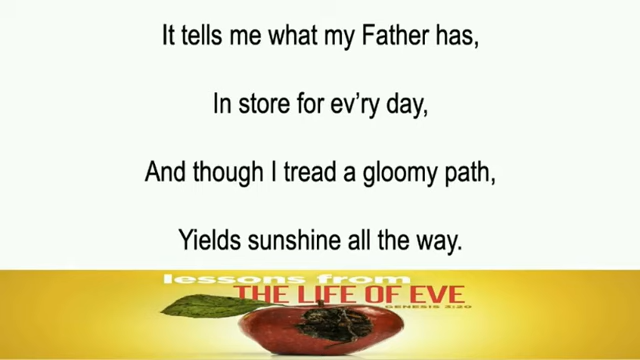 It tells me what my Father has,
In store for ev’ry day,
And though I tread a gloomy path,
Yields sunshine all the way.
lessons from
THE LIFE OF EVE
GENESIS 3:20